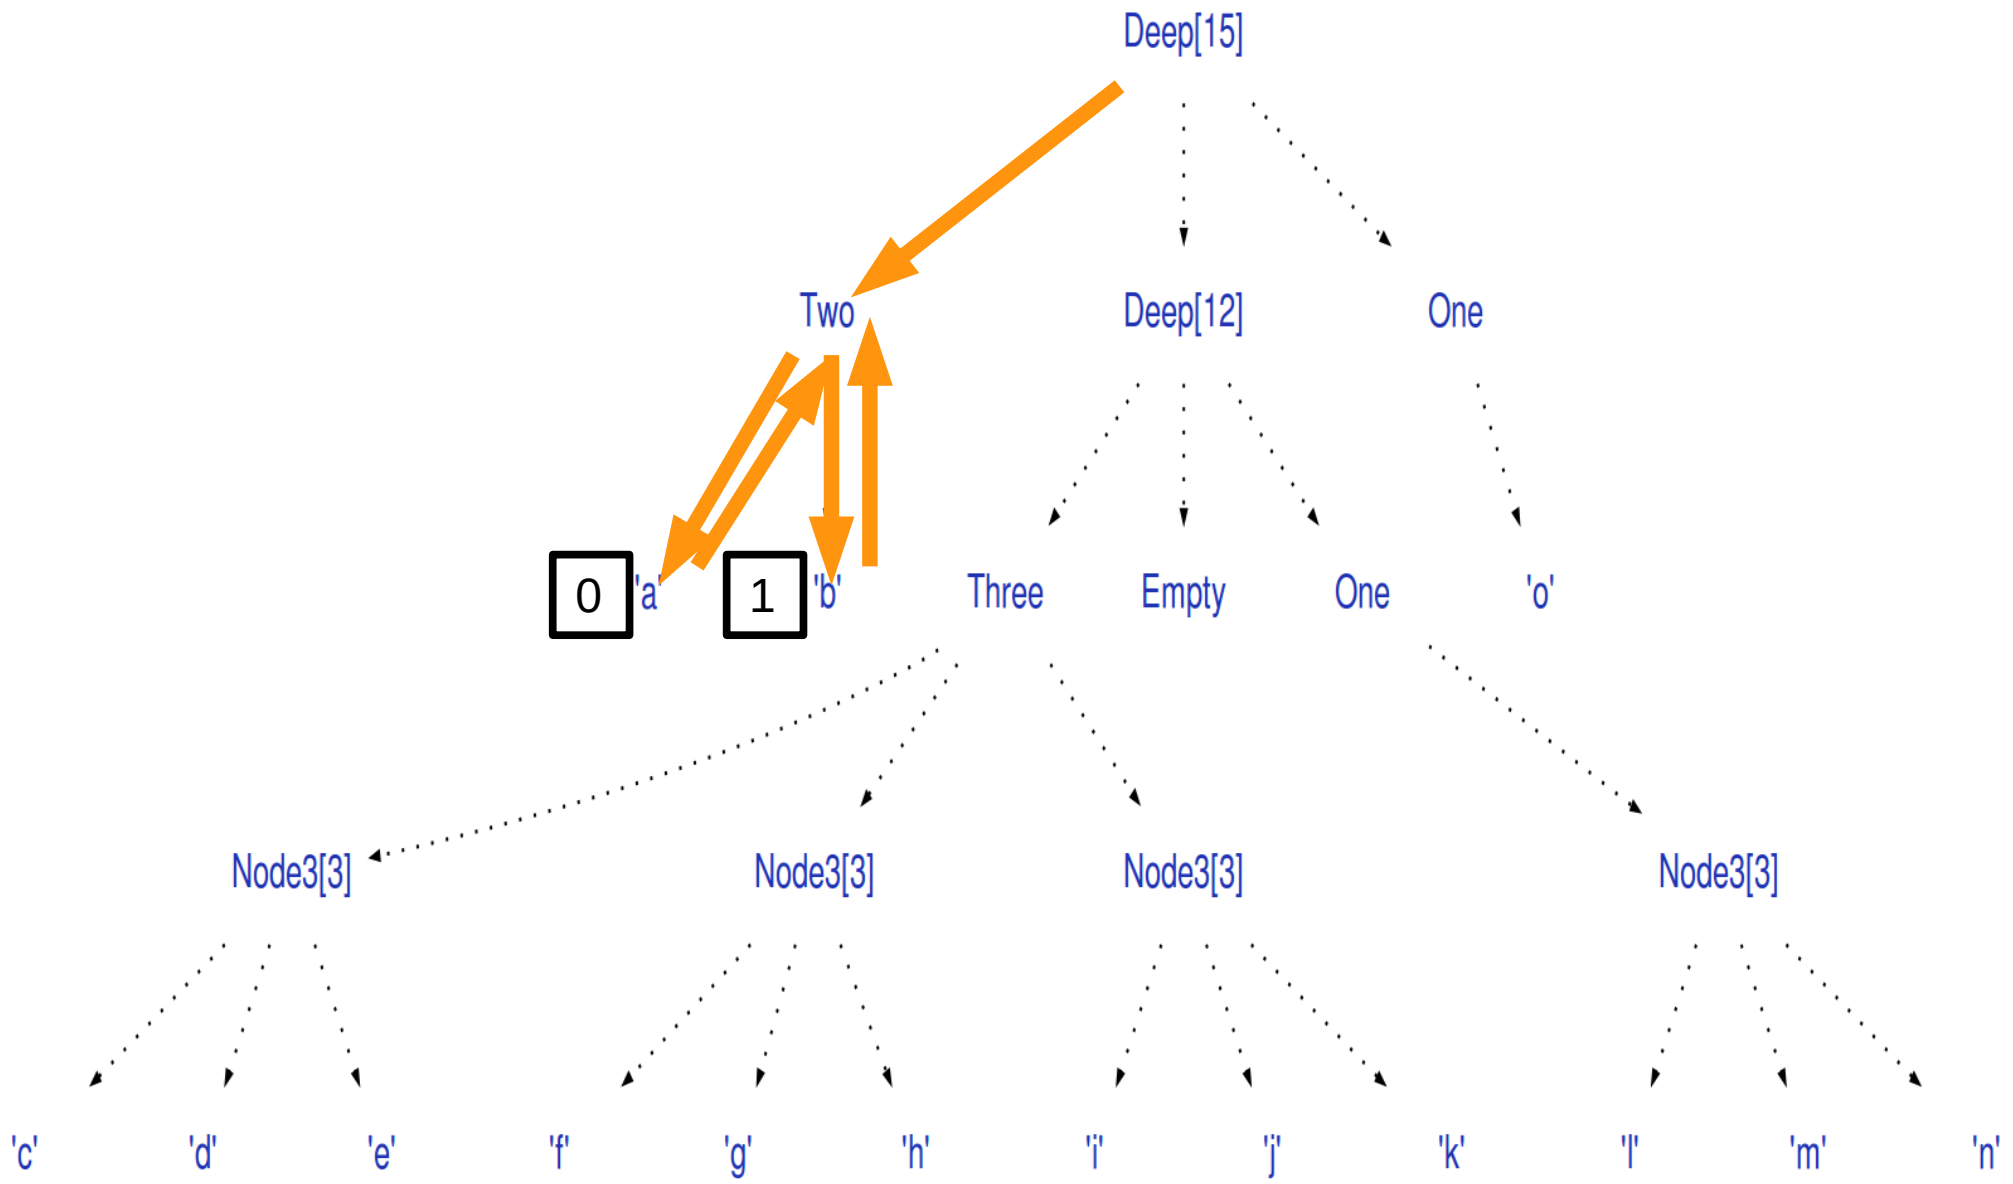 Deep[15]
Two Deep[12] One
0 'a' 1 'b' Three Empty One 'o'
Node3[3] Node3[3] Node3[3] Node3[3]
'c' 'd' 'e' 'f' 'g' 'h' 'i' 'j' 'k' 'l' 'm' 'n'